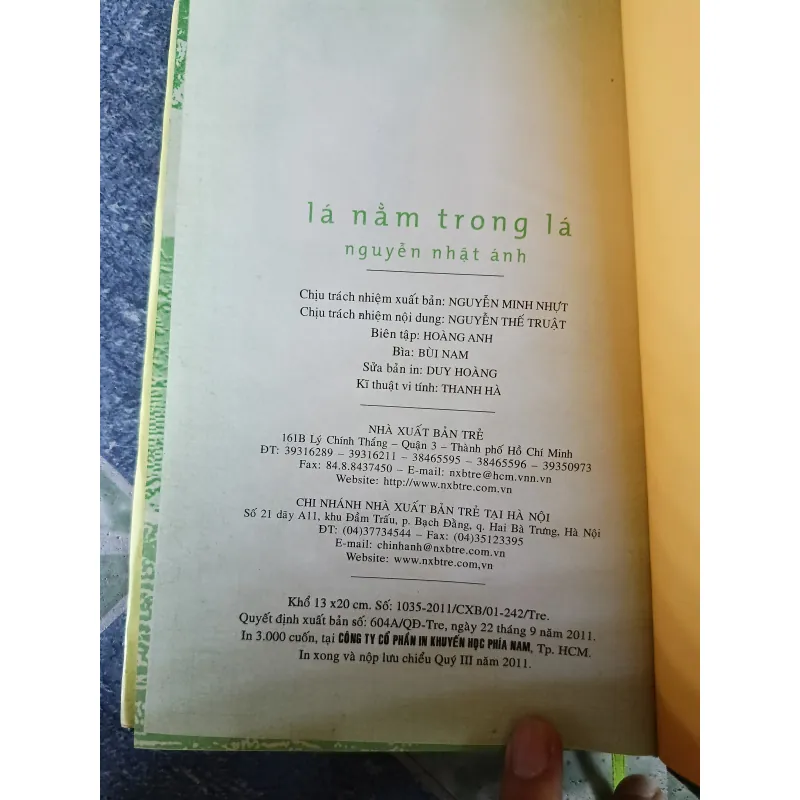 lá nằm trong lá
nguyễn nhật ánh
Chịu trách nhiệm xuất bản: NGUYỄN MINH NHỰT
Chịu trách nhiệm nội dung: NGUYỄN THẾ TRUẬT
Biên tập: HOÀNG ANH
Bìa: BÙI NAM
Sửa bản in: DUY HOÀNG
Kĩ thuật vi tính: THANH HÀ
NHÀ XUẤT BẢN TRẺ
161B Lý Chính Thắng – Quận 3 – Thành phố Hồ Chí Minh
ĐT: 39316289 – 39316211 – 38465595 – 38465596 – 39350973
Fax: 84.8.8437450 – E-mail: nxbtre@hcm.vnn.vn
Website: http://www.nxbtre.com.vn
CHI NHÁNH NHÀ XUẤT BẢN TRẺ TẠI HÀ NỘI
Số 21 dãy A11, khu Đầm Trấu, p. Bạch Đằng, q. Hai Bà Trưng, Hà Nội
ĐT: (04)37734544 – Fax: (04)35123395
E-mail: chinhanh@nxbtre.com.vn
Website: www.nxbtre.com,vn
Khổ 13 x20 cm. Số: 1035-2011/CXB/01-242/Tre.
Quyết định xuất bản số: 604A/QĐ-Tre, ngày 22 tháng 9 năm 2011.
In 3.000 cuốn, tại CÔNG TY CỔ PHẦN IN KHUYẾN HỌC PHÍA NAM, Tp. HCM.
In xong và nộp lưu chiểu Quý III năm 2011.